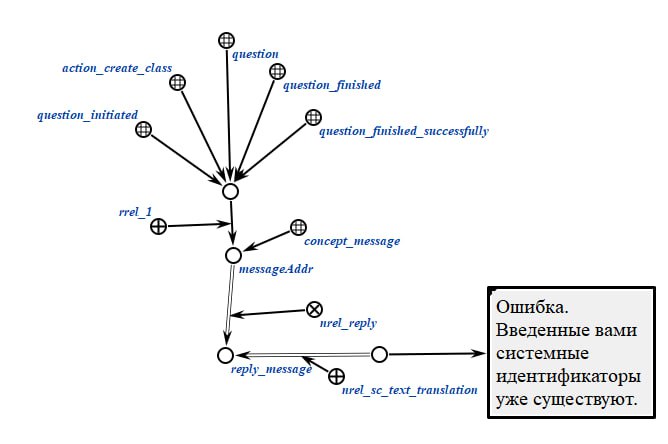 question
action_create_class
question_finished
question_initiated
question_finished_successfully
rrel_1
concept_message
messageAddr
nrel_reply
reply_message
nrel_sc_text_translation
Ошибка.
Введенные вами
системные
идентификаторы
уже существуют.